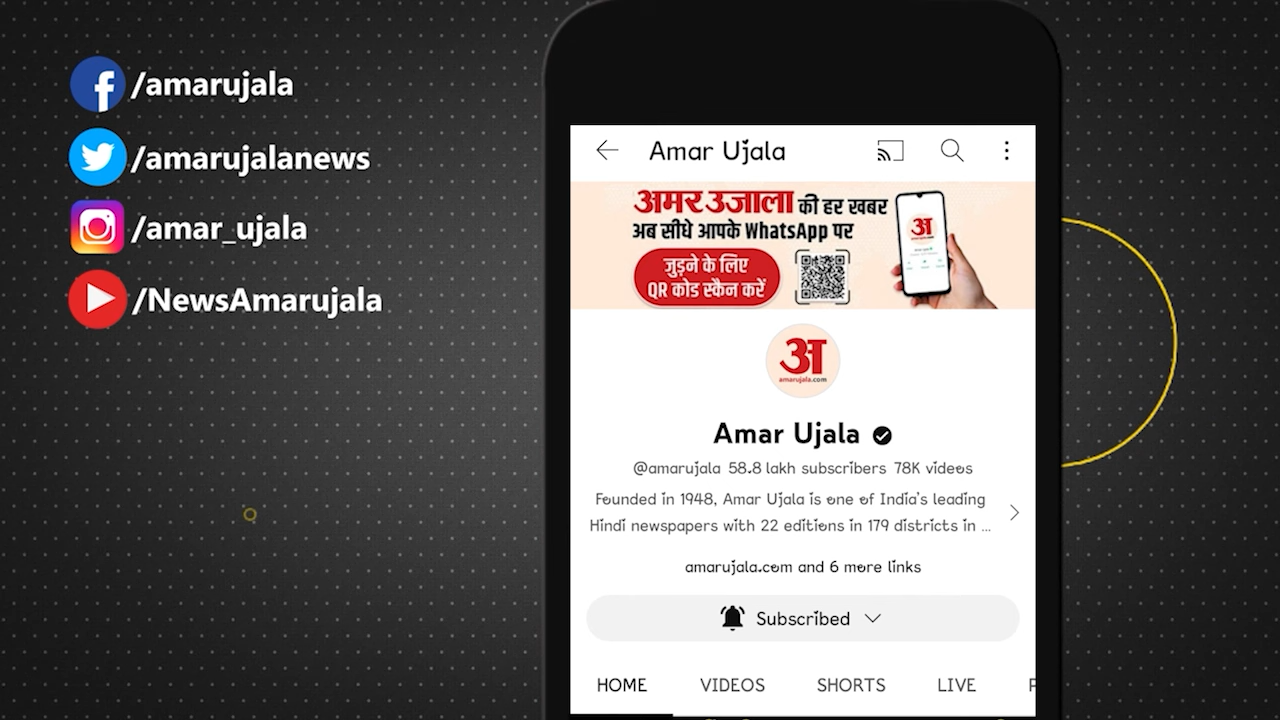 /amarujala
/amarujalanews
/amar_ujala
/NewsAmarujala
Amar Ujala
अमर उजाला की हर खबर
अब सीधे आपके WhatsApp पर
जुड़ने के लिए
QR कोड स्कैन करें
अ
अ
amarujala.com
Amar Ujala
@amarujala 58.8 lakh subscribers 78K videos
Founded in 1948, Amar Ujala is one of India's leading
Hindi newspapers with 22 editions in 179 districts in ...
amarujala.com and 6 more links
Subscribed
HOME VIDEOS SHORTS LIVE